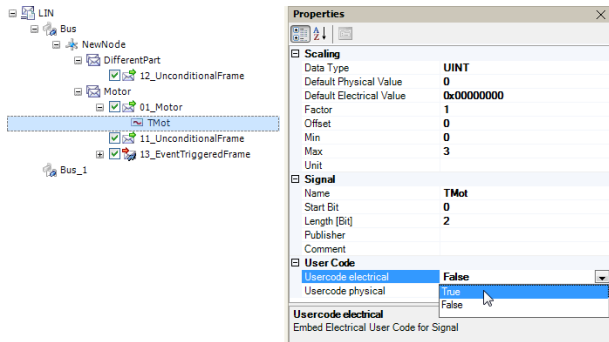 LIN
Bus
NewNode
DifferentPart
12_UnconditionalFrame
Motor
01_Motor
TMot
11_UnconditionalFrame
13_EventTriggeredFrame
Bus_1
Properties
Scaling
Data Type UINT
Default Physical Value 0
Default Electrical Value 0x00000000
Factor 1
Offset 0
Min 0
Max 3
Unit
Signal
Name TMot
Start Bit 0
Length [Bit] 2
Publisher
Comment
User Code
Usercode electrical False
Usercode physical True
False
Usercode electrical
Embed Electrical User Code for Signal